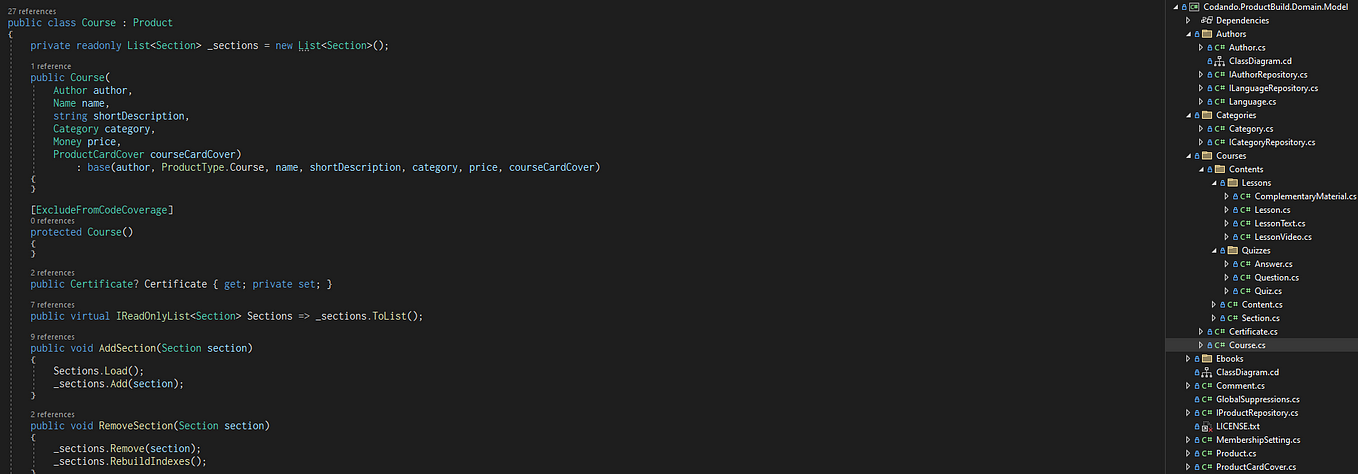 27 references
public class Course : Product
{
private readonly List<Section> _sections = new List<Section>();
1 reference
public Course(
Author author,
Name name,
string shortDescription,
Category category,
Money price,
ProductCardCover courseCardCover)
: base(author, ProductType.Course, name, shortDescription, category, price, courseCardCover)
{
}
[ExcludeFromCodeCoverage]
0 references
protected Course()
{
}
2 references
public Certificate? Certificate { get; private set; }
7 references
public virtual IReadOnlyList<Section> Sections => _sections.ToList();
9 references
public void AddSection(Section section)
{
Sections.Load();
_sections.Add(section);
}
2 references
public void RemoveSection(Section section)
{
_sections.Remove(section);
_sections.RebuildIndexes();
}
Codando.ProductBuild.Domain.Model
Dependencies
Authors
C# Author.cs
ClassDiagram.cd
C# IAuthorRepository.cs
C# ILanguageRepository.cs
C# Language.cs
Categories
C# Category.cs
C# ICategoryRepository.cs
Courses
Contents
Lessons
C# ComplementaryMaterial.cs
C# Lesson.cs
C# LessonText.cs
C# LessonVideo.cs
Quizzes
C# Answer.cs
C# Question.cs
C# Quiz.cs
C# Content.cs
C# Section.cs
C# Certificate.cs
C# Course.cs
Ebooks
ClassDiagram.cd
C# Comment.cs
C# GlobalSuppressions.cs
C# IProductRepository.cs
LICENSE.txt
C# MembershipSetting.cs
C# Product.cs
C# ProductCardCover.cs